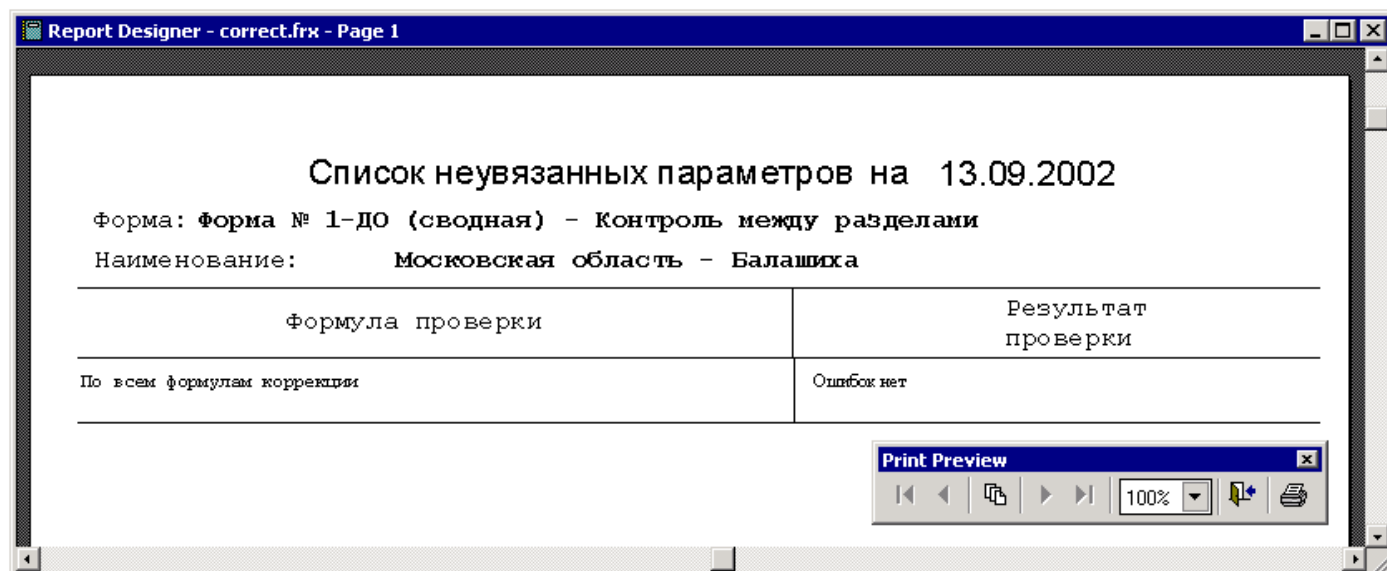 Report Designer - correct.frx - Page 1
Список неувязанных параметров на 13.09.2002
Форма: Форма № 1-ДО (сводная) - Контроль между разделами
Наименование: Московская область - Балашиха
Формула проверки
Результат
проверки
По всем формулам коррекции
Ошибок нет
Print Preview
100%